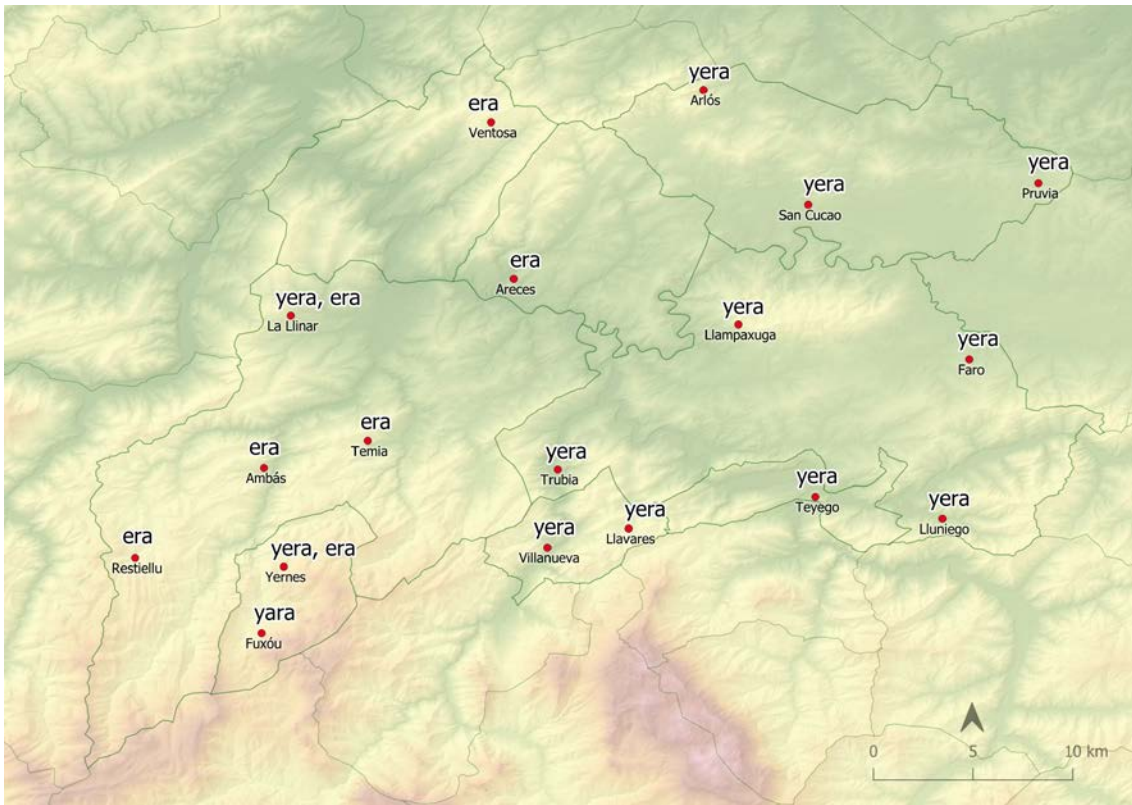 yera
Arlós
era
Ventosa
yera
Pruvia
yera
San Cucao
era
Areces
yera, era
La Llinar
yera
Llampaxuga
yera
Faro
era
Temia
era
Ambás
yera
Trubia
yera
Teyego
yera
Lluniego
yera
Llavares
yera
Villanueva
era
Restiellu
yera, era
Yernes
yara
Fuxóu
0 5 10 km